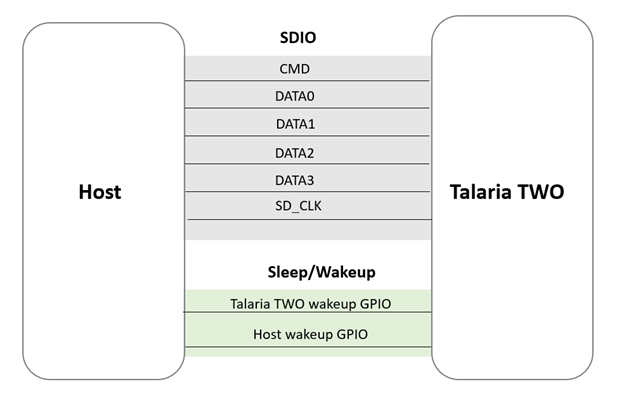 SDIO
CMD
DATA0
DATA1
DATA2
DATA3
SD_CLK
Host
Talaria TWO
Sleep/Wakeup
Talaria TWO wakeup GPIO
Host wakeup GPIO